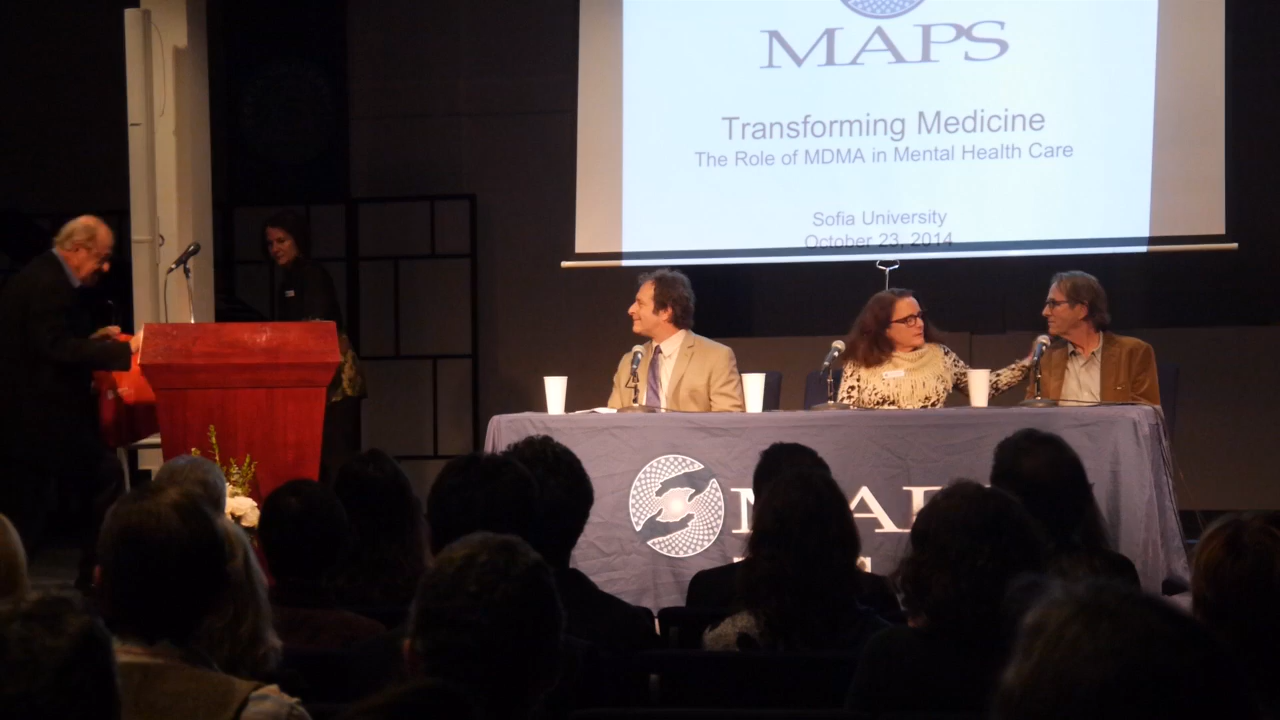 MAPS
Transforming Medicine
The Role of MDMA in Mental Health Care
Sofia University
October 23, 2014